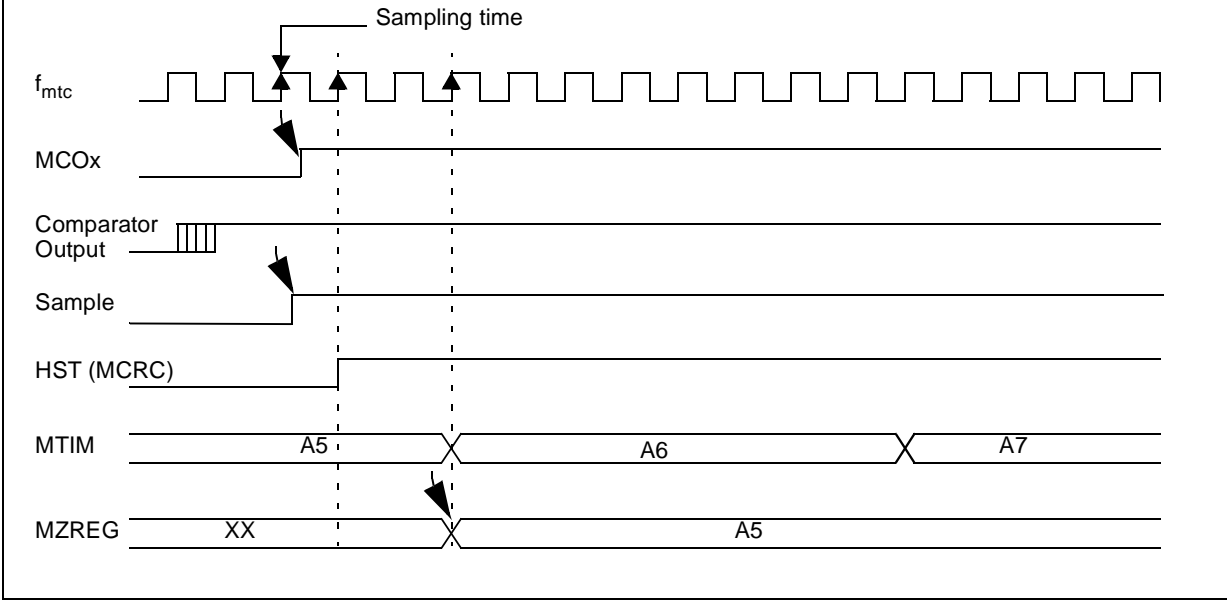 Sampling time
fmtc
MCOx
Comparator
Output
Sample
HST (MCRC)
MTIM A5 A6 A7
MZREG XX A5